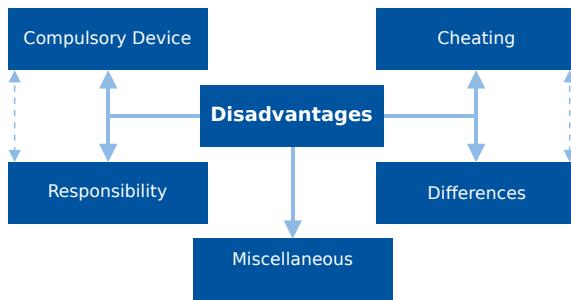 Compulsory Device
Cheating
Disadvantages
Responsibility
Differences
Miscellaneous